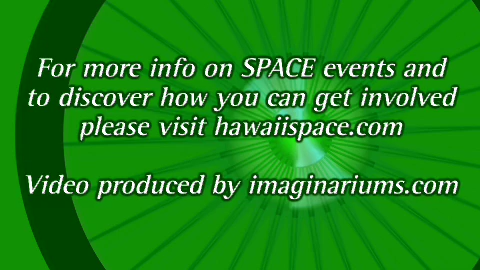 For more info on SPACE events and
to discover how you can get involved
please visit hawaiispace.com
Video produced by imaginariums.com